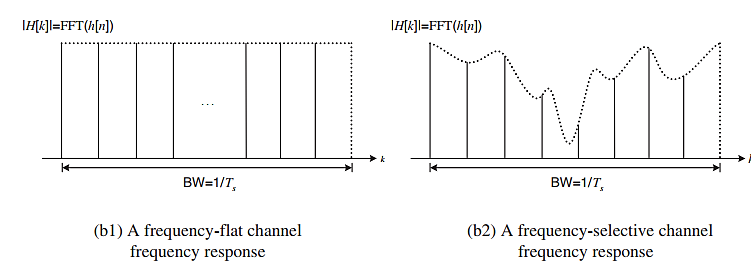 |H[k]|=FFT(h[n])
|H[k]|=FFT(h[n])
...
k
BW=1/Tₛ
BW=1/Tₛ
(b1) A frequency-flat channel
frequency response
(b2) A frequency-selective channel
frequency response